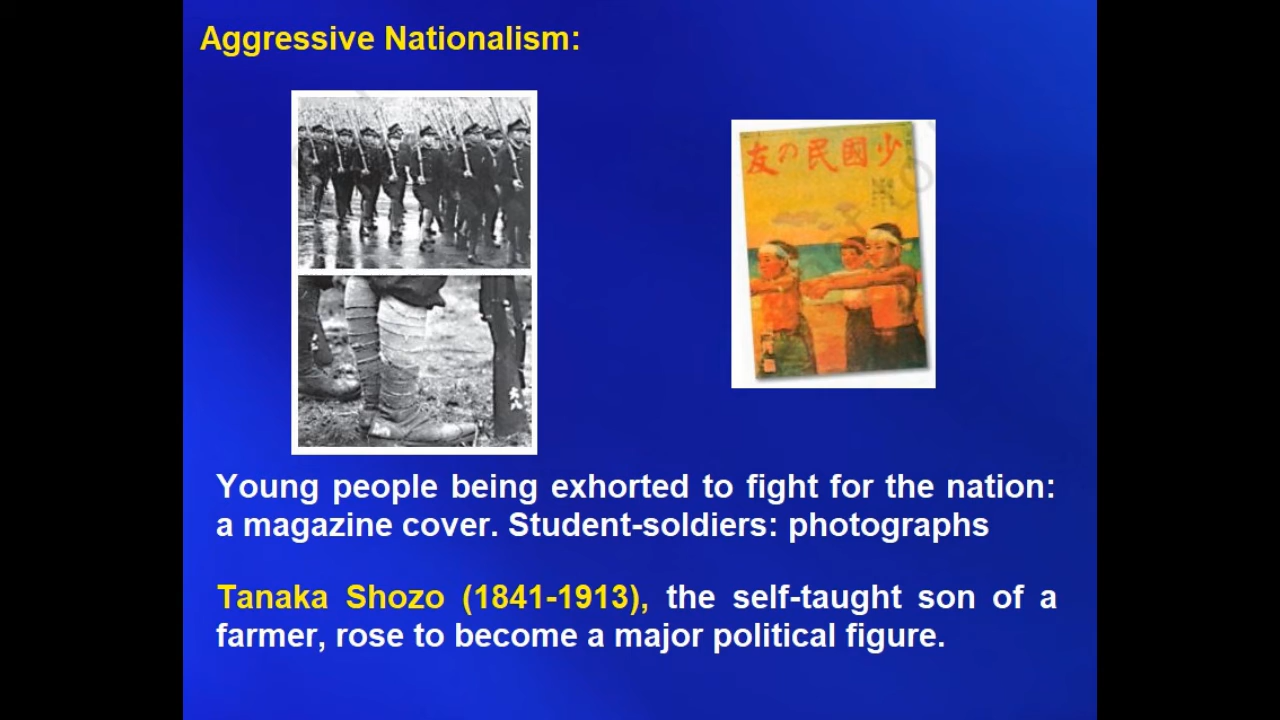 Aggressive Nationalism:
友の民國少
Young people being exhorted to fight for the nation:
a magazine cover. Student-soldiers: photographs
Tanaka Shozo (1841-1913), the self-taught son of a
farmer, rose to become a major political figure.